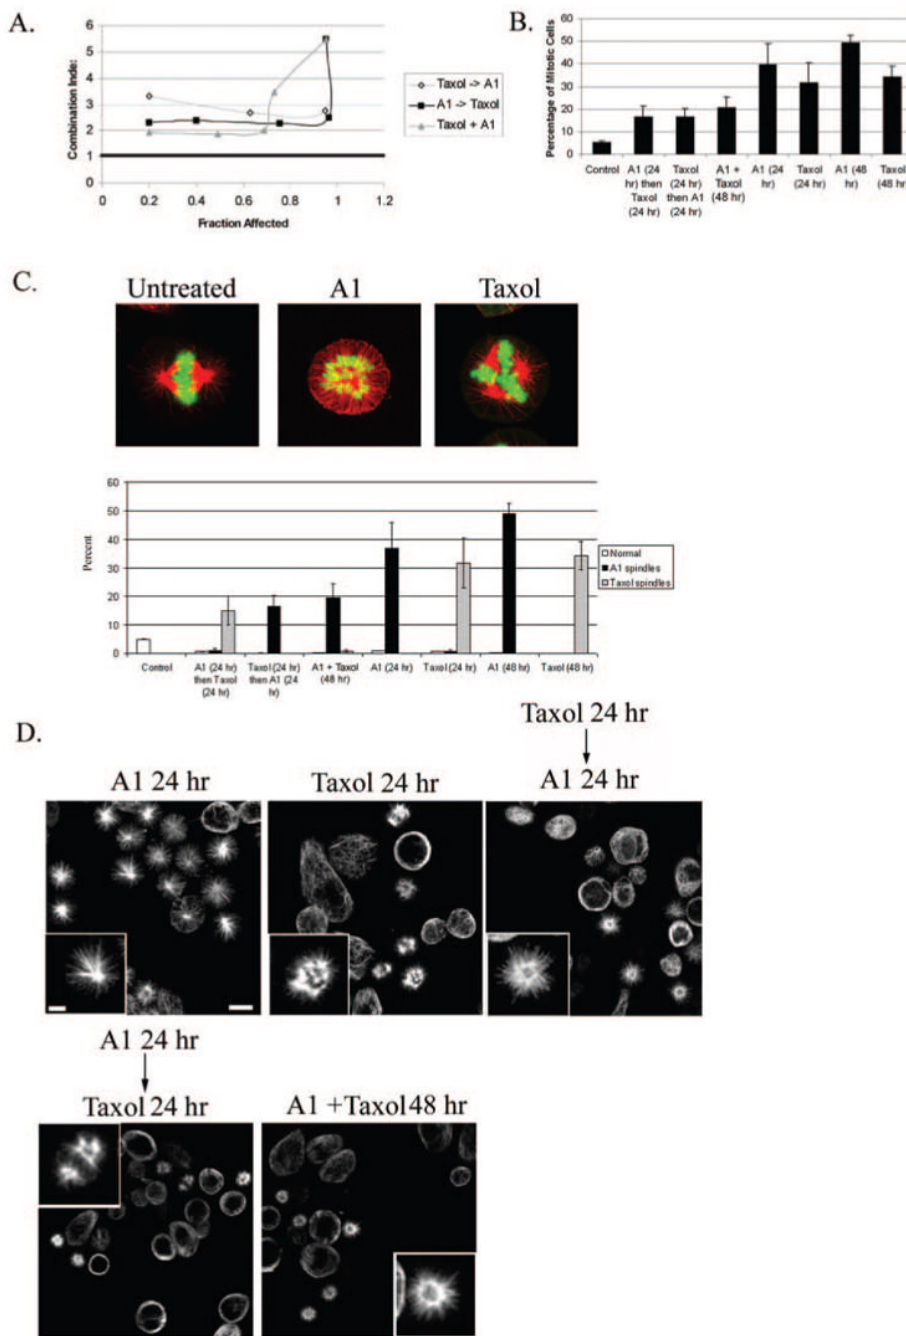 A.
Combination Inde:
6
5
4
3
2
1
0
0
0.2
0.4
0.6
0.8
1
1.2
Fraction Affected
Taxol -> A1
A1 -> Taxol
Taxol + A1
B.
Percentage of Mitotic Cells
60
50
40
30
20
10
0
Control
A1 (24 hr) then Taxol (24 hr)
Taxol (24 hr) then A1 (24 hr)
A1 + Taxol (48 hr)
A1 (24 hr)
Taxol (24 hr)
A1 (48 hr)
Taxol (48 hr)
C.
Untreated
A1
Taxol
Percent
60
50
40
30
20
10
0
Control
A1 (24 hr) then Taxol (24 hr)
Taxol (24 hr) then A1 (24 hr)
A1 + Taxol (48 hr)
A1 (24 hr)
Taxol (24 hr)
A1 (48 hr)
Taxol (48 hr)
Normal
A1 spindles
Taxol spindles
D.
A1 24 hr
Taxol 24 hr
Taxol 24 hr
A1 24 hr
A1 24 hr
Taxol 24 hr
A1 +Taxol 48 hr